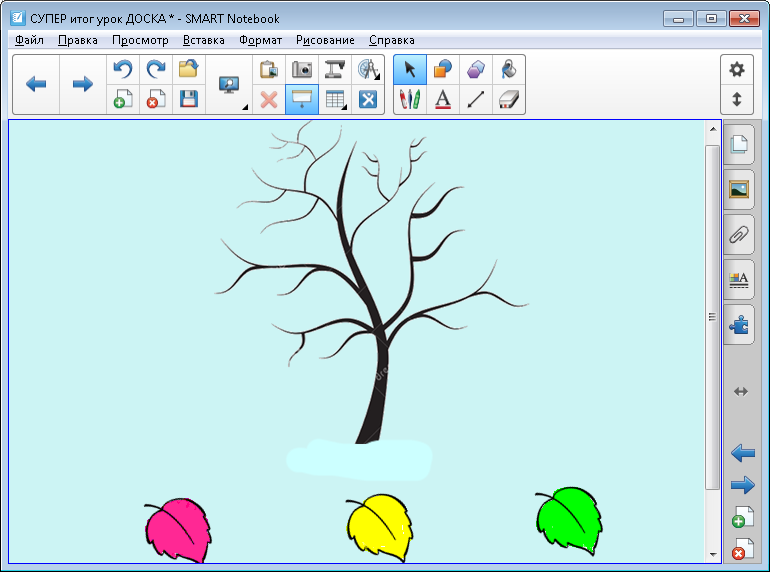 СУПЕР итог урок ДОСКА * - SMART Notebook
Файл Правка Просмотр Вставка Формат Рисование Справка